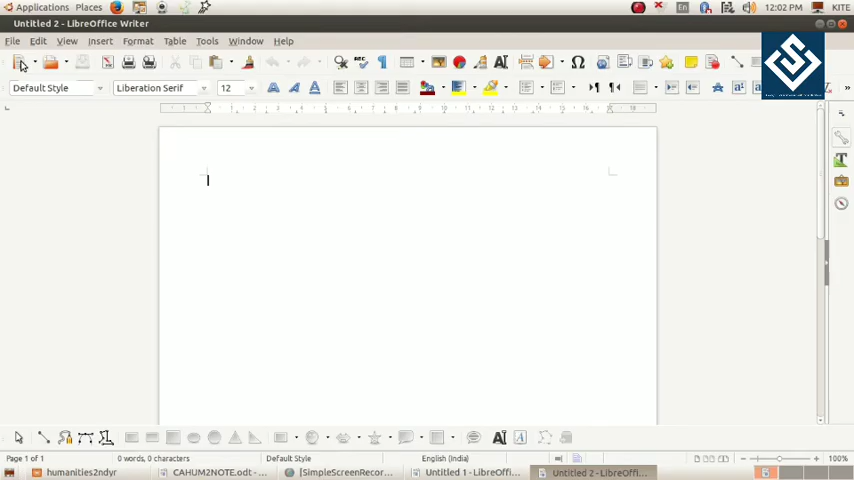 Applications Places En 12:02 PM KITE
Untitled 2 - LibreOffice Writer
File Edit View Insert Format Table Tools Window Help
Default Style Liberation Serif 12
Page 1 of 1 0 words, 0 characters Default Style English (India) 100%
humanities2ndyr CAHUM2NOTE.odt - ... [SimpleScreenRecor... Untitled 1 - LibreOffi... Untitled 2 - LibreOffi...